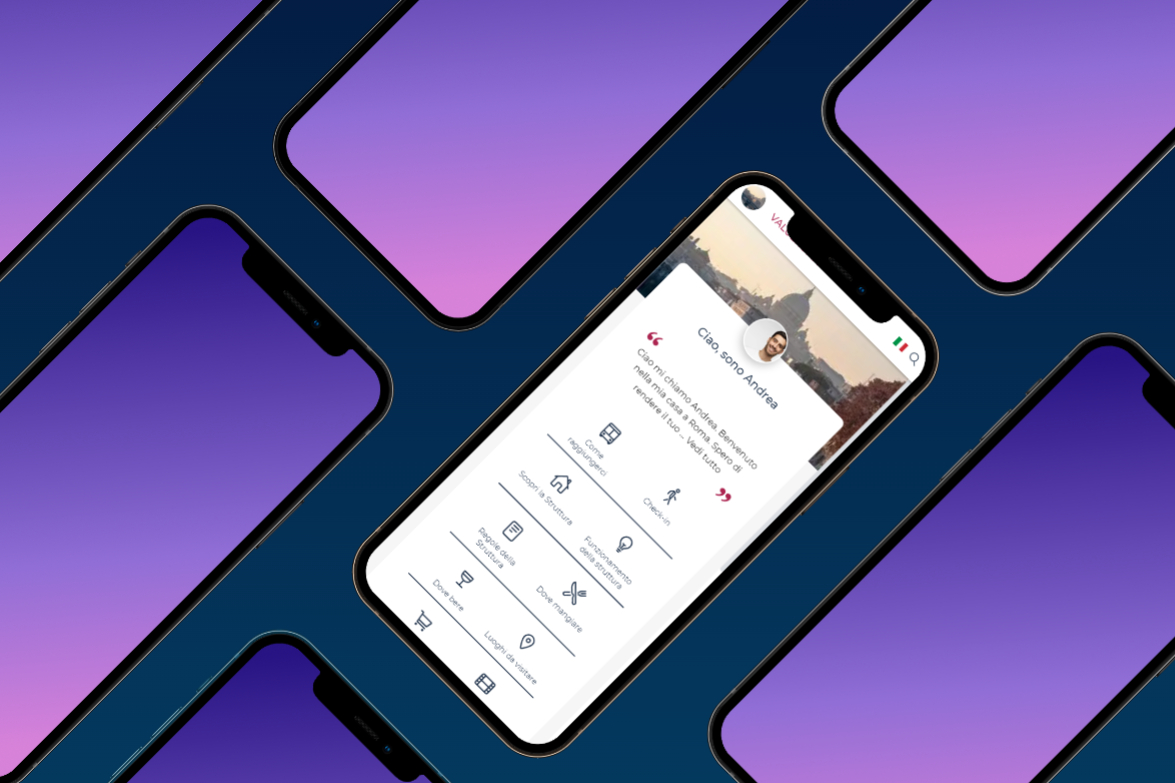 Ciao, sono Andrea
Ciao mi chiamo Andrea. Benvenuto
nella mia casa a Roma. Spero di
rendere il tuo ... Vedi tutto
Come
raggiungerci
Check-in
Scopri la Struttura
Funzionamento
della struttura
Regole della
Struttura
Dove mangiare
Dove bere
Luoghi da visitare